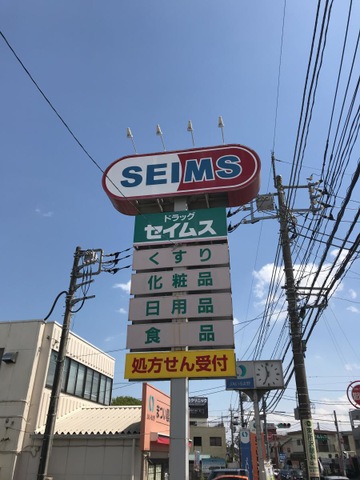 SEIMS
ドラッグ
セイムス
くすり
化粧品
日用品
食品
処方せん受付